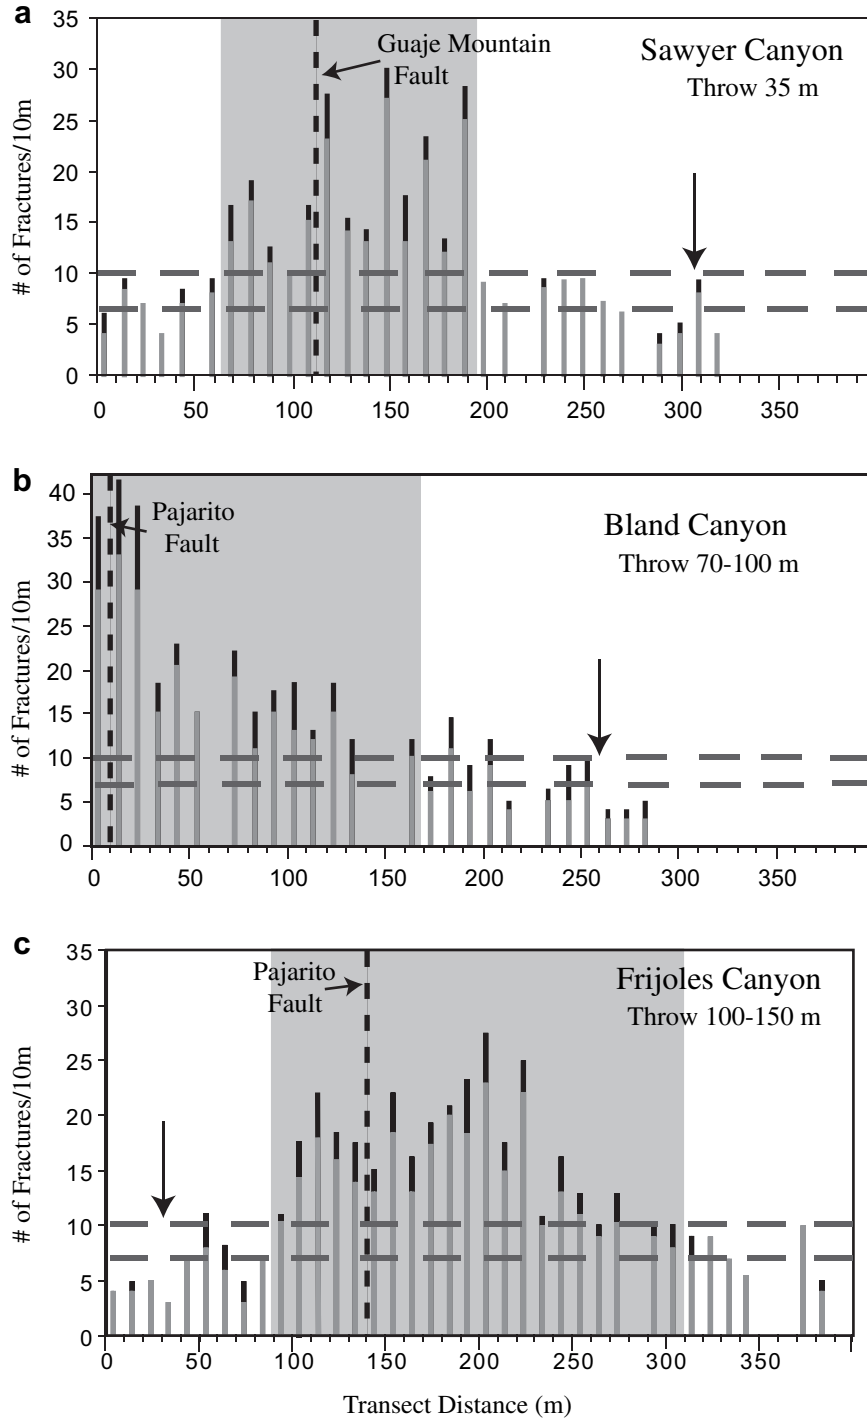 a
35
30
25
20
15
10
5
0
# of Fractures/10m
Guaje Mountain
Fault
Sawyer Canyon
Throw 35 m
0 50 100 150 200 250 300 350
b
40
35
30
25
20
15
10
5
0
# of Fractures/10m
Pajarito
Fault
Bland Canyon
Throw 70-100 m
0 50 100 150 200 250 300 350
c
35
30
25
20
15
10
5
0
# of Fractures/10m
Pajarito
Fault
Frijoles Canyon
Throw 100-150 m
0 50 100 150 200 250 300 350
Transect Distance (m)